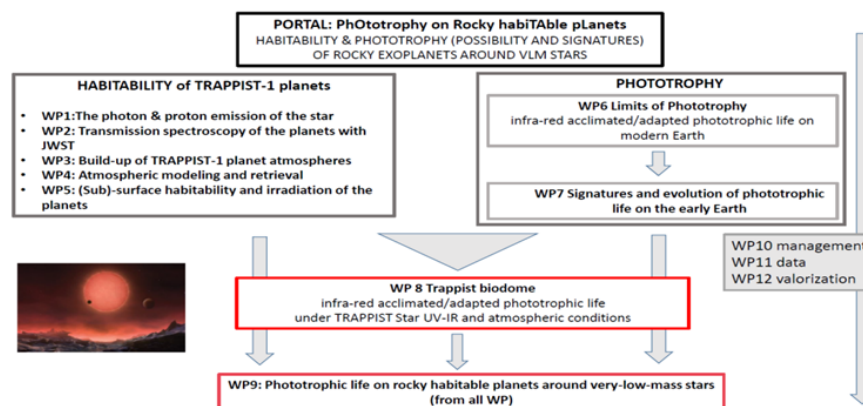 PORTAL: PhOtotrophy on Rocky habiTAble pLanets
HABITABILITY & PHOTOTROPHY (POSSIBILITY AND SIGNATURES)
OF ROCKY EXOPLANETS AROUND VLM STARS
HABITABILITY of TRAPPIST-1 planets
• WP1:The photon & proton emission of the star
• WP2: Transmission spectroscopy of the planets with
JWST
• WP3: Build-up of TRAPPIST-1 planet atmospheres
• WP4: Atmospheric modeling and retrieval
• WP5: (Sub)-surface habitability and irradiation of the
planets
PHOTOTROPHY
WP6 Limits of Phototrophy
infra-red acclimated/adapted phototrophic life on
modern Earth
WP7 Signatures and evolution of phototrophic
life on the early Earth
WP10 management
WP11 data
WP12 valorization
WP 8 Trappist biodome
infra-red acclimated/adapted phototrophic life
under TRAPPIST Star UV-IR and atmospheric conditions
WP9: Phototrophic life on rocky habitable planets around very-low-mass stars
(from all WP)